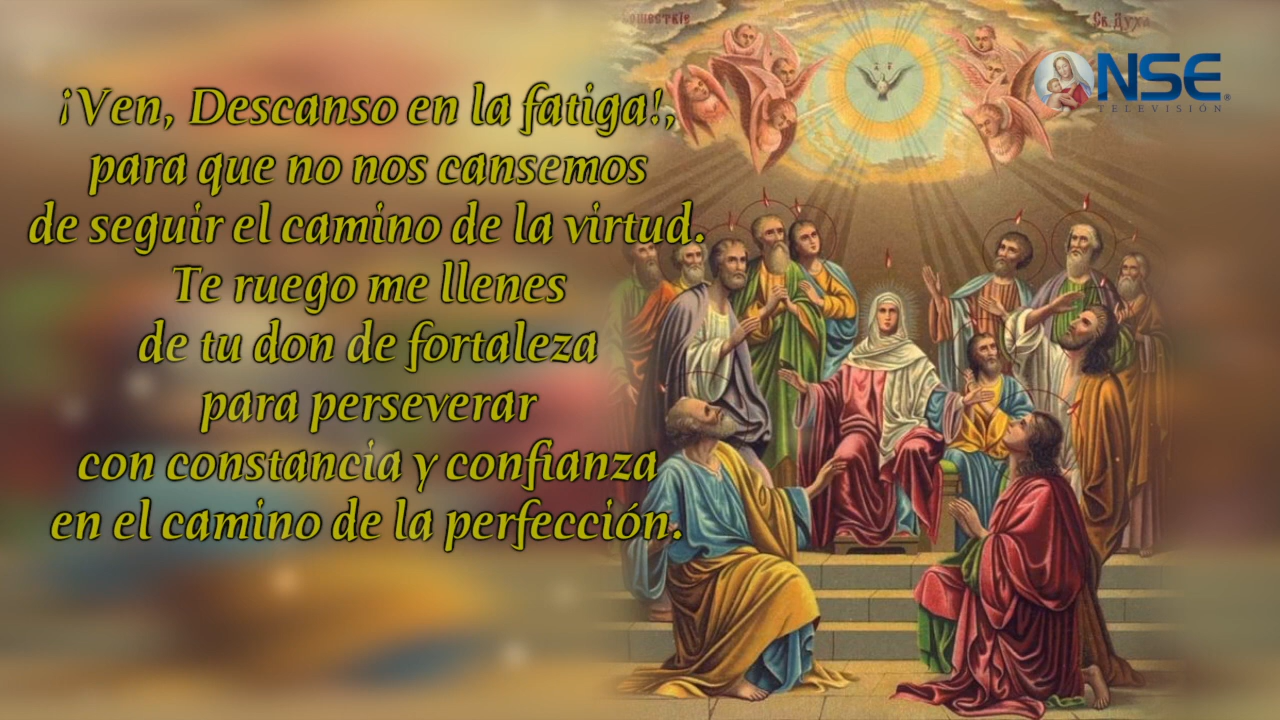 Св. Духа
NSE
TELEVISIÓN
¡Ven, Descanso en la fatiga!,
para que no nos cansemos
de seguir el camino de la virtud.
Te ruego me llenes
de tu don de fortaleza
para perseverar
con constancia y confianza
en el camino de la perfección.